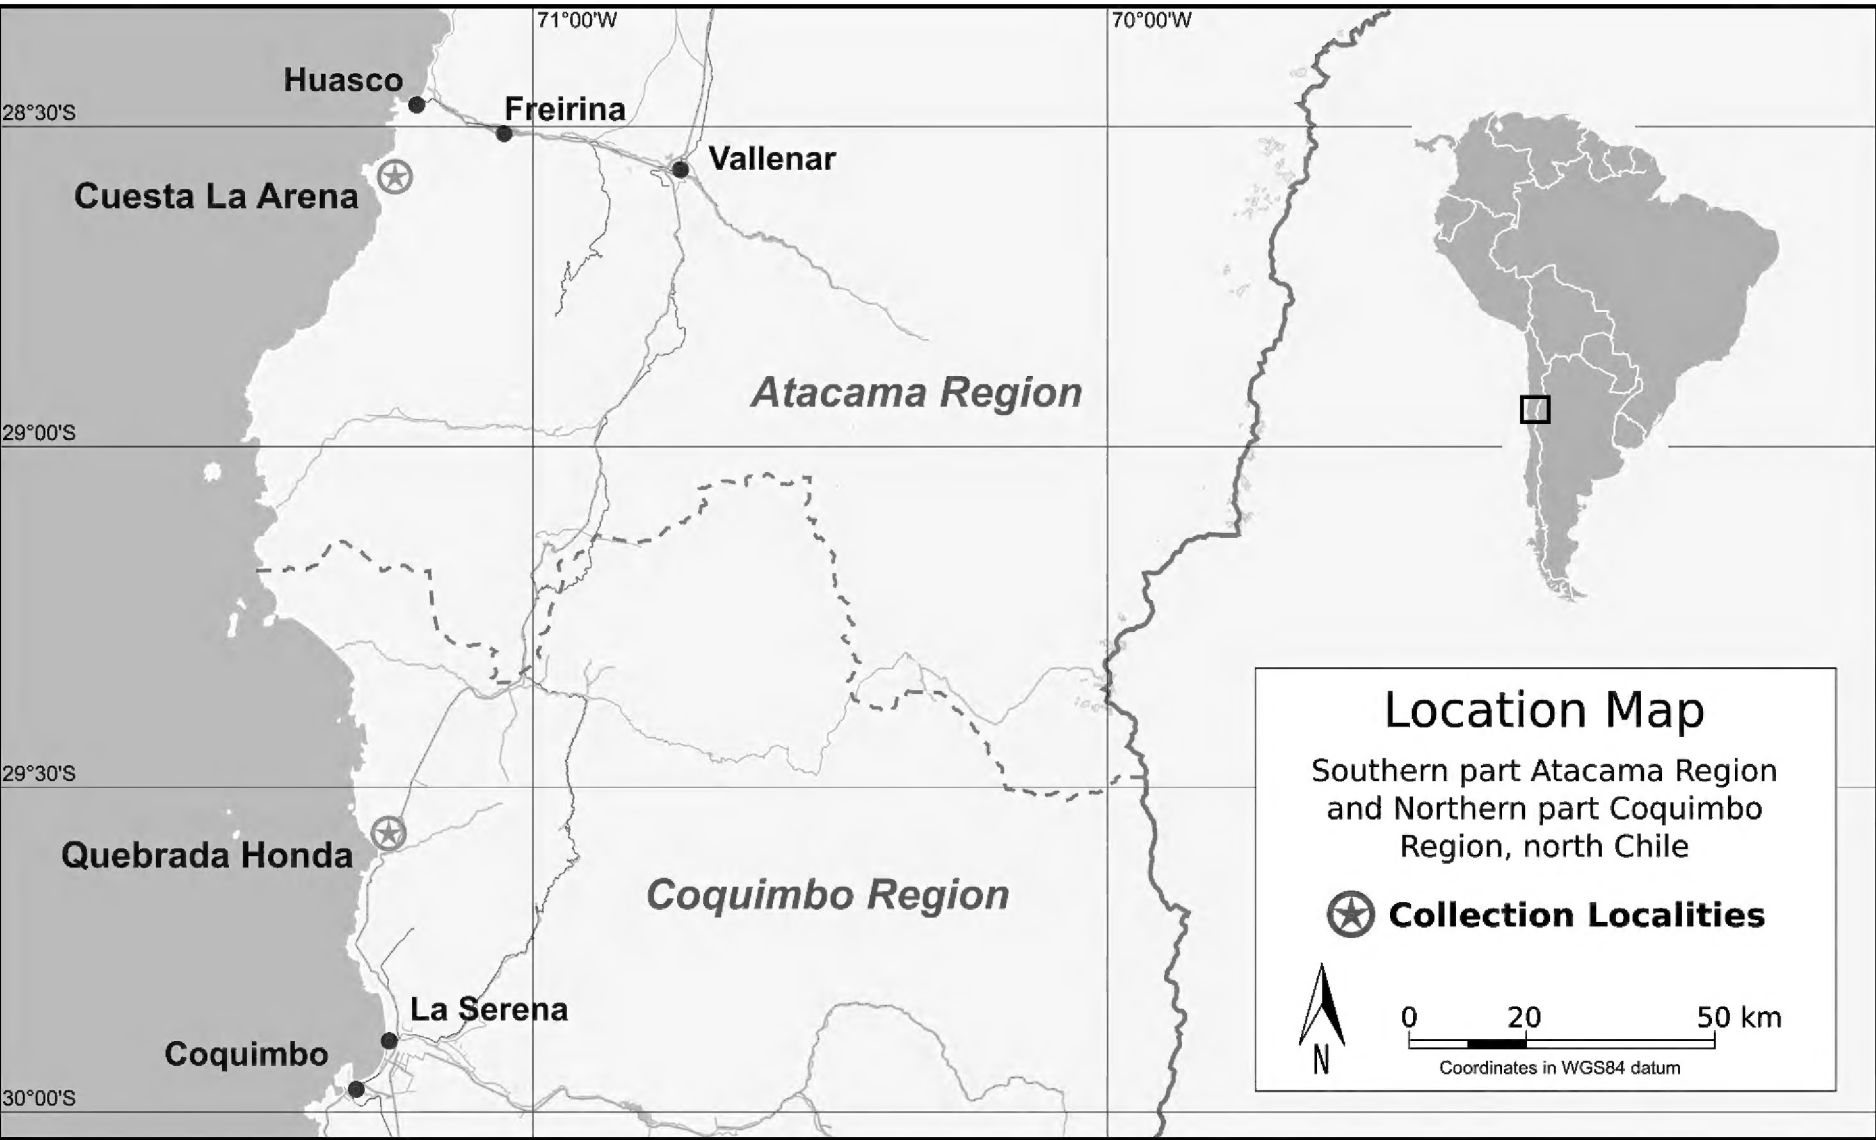 71°00'W
70°00'W
Huasco
28°30'S
Freirina
Vallenar
Cuesta La Arena
Atacama Region
29°00'S
Location Map
Southern part Atacama Region
and Northern part Coquimbo
Region, north Chile
29°30'S
Quebrada Honda
Coquimbo Region
Collection Localities
La Serena
0 20 50 km
Coquimbo
N
Coordinates in WGS84 datum
30°00'S